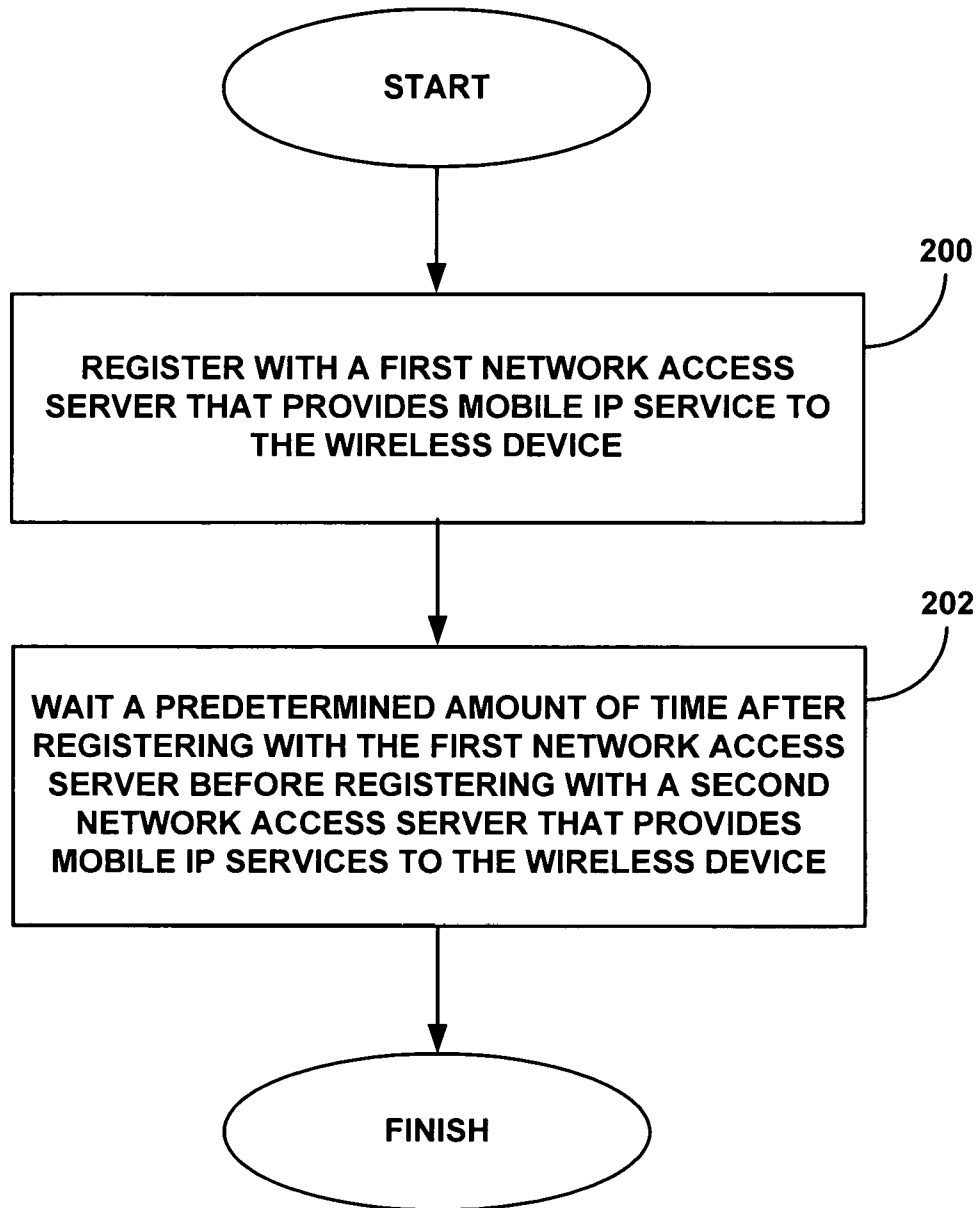 START
200
REGISTER WITH A FIRST NETWORK ACCESS
SERVER THAT PROVIDES MOBILE IP SERVICE TO
THE WIRELESS DEVICE
202
WAIT A PREDETERMINED AMOUNT OF TIME AFTER
REGISTERING WITH THE FIRST NETWORK ACCESS
SERVER BEFORE REGISTERING WITH A SECOND
NETWORK ACCESS SERVER THAT PROVIDES
MOBILE IP SERVICES TO THE WIRELESS DEVICE
FINISH